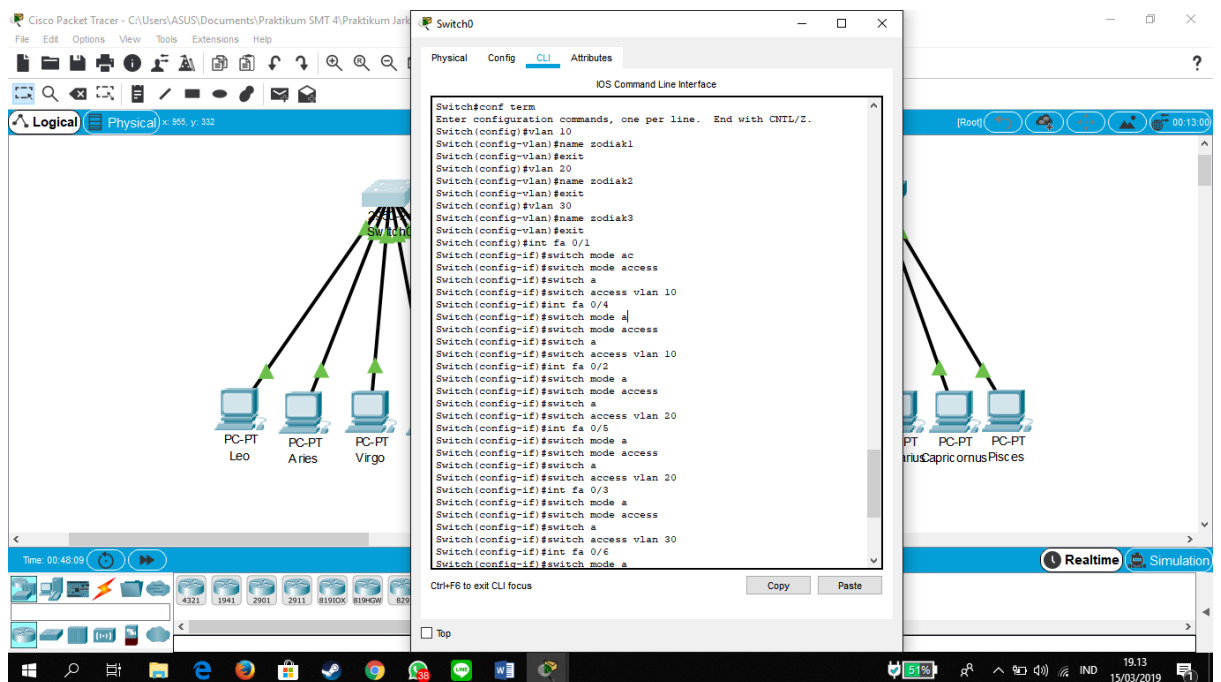 Cisco Packet Tracer - C:\Users\ASUS\Documents\Praktikum SMT 4\Praktikum Jark
File Edit Options View Tools Extensions Help
Logical
Physical
x: 955, y: 332
[Root]
00:13:00
Switch0
Physical Config CLI Attributes
IOS Command Line Interface
Switch#conf term
Enter configuration commands, one per line. End with CNTL/Z.
Switch(config)#vlan 10
Switch(config-vlan)#name zodiak1
Switch(config-vlan)#exit
Switch(config)#vlan 20
Switch(config-vlan)#name zodiak2
Switch(config-vlan)#exit
Switch(config)#vlan 30
Switch(config-vlan)#name zodiak3
Switch(config-vlan)#exit
Switch(config)#int fa 0/1
Switch(config-if)#switch mode ac
Switch(config-if)#switch mode access
Switch(config-if)#switch a
Switch(config-if)#switch access vlan 10
Switch(config-if)#int fa 0/4
Switch(config-if)#switch mode a
Switch(config-if)#switch mode access
Switch(config-if)#switch a
Switch(config-if)#switch access vlan 10
Switch(config-if)#int fa 0/2
Switch(config-if)#switch mode a
Switch(config-if)#switch mode access
Switch(config-if)#switch a
Switch(config-if)#switch access vlan 20
Switch(config-if)#int fa 0/5
Switch(config-if)#switch mode a
Switch(config-if)#switch mode access
Switch(config-if)#switch a
Switch(config-if)#switch access vlan 20
Switch(config-if)#int fa 0/3
Switch(config-if)#switch mode a
Switch(config-if)#switch mode access
Switch(config-if)#switch a
Switch(config-if)#switch access vlan 30
Switch(config-if)#int fa 0/6
Switch(config-if)#switch mode a
Ctrl+F6 to exit CLI focus
Copy
Paste
Top
Switch0
PC-PT
Leo
PC-PT
Aries
PC-PT
Virgo
PT
rius
PC-PT
Capricornus
PC-PT
Pisces
Time: 00:48:09
Realtime
Simulation
4321 1941 2901 2911 819IOX 819HGW 829
38
51%
IND
19.13
15/03/2019